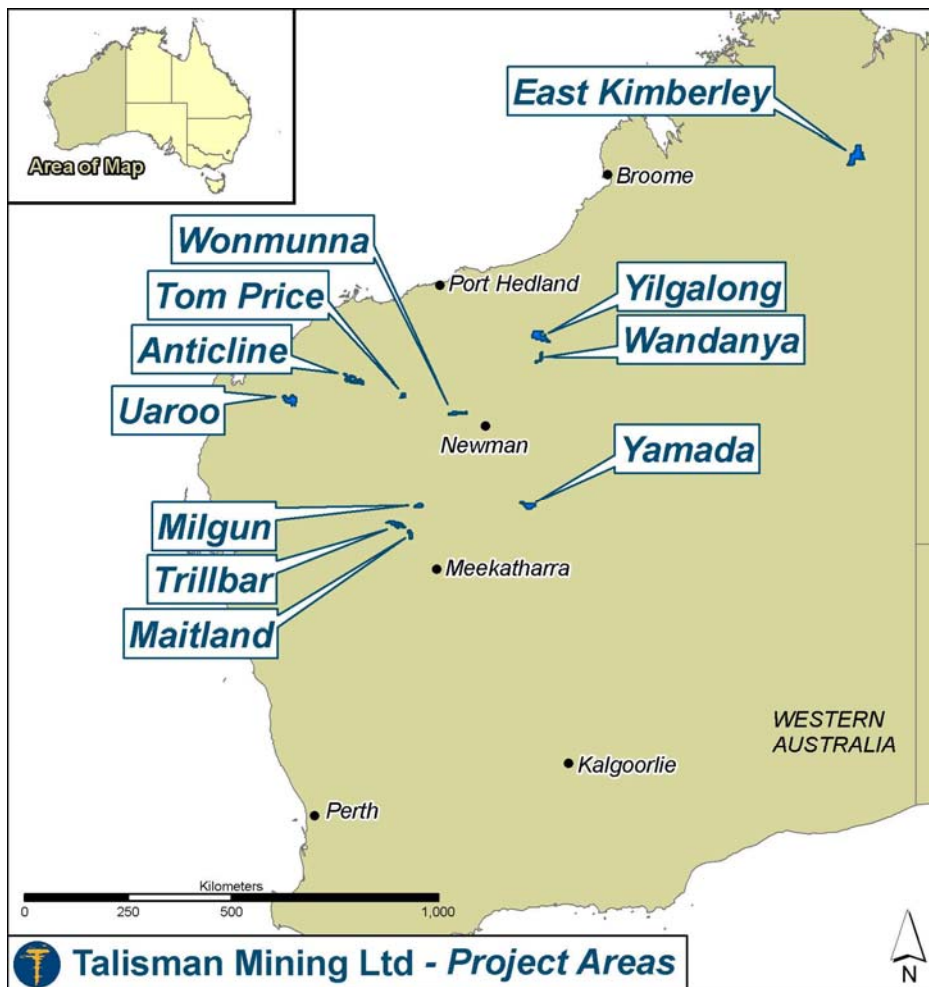 Area of Map
East Kimberley
Broome
Wonmunna
Port Hedland
Tom Price
Yilgalong
Anticline
Wandanya
Uaroo
Newman
Yamada
Milgun
Trillbar
Meekatharra
Maitland
WESTERN
AUSTRALIA
Kalgoorlie
Perth
Kilometers
0 250 500 1,000
Talisman Mining Ltd - Project Areas
N